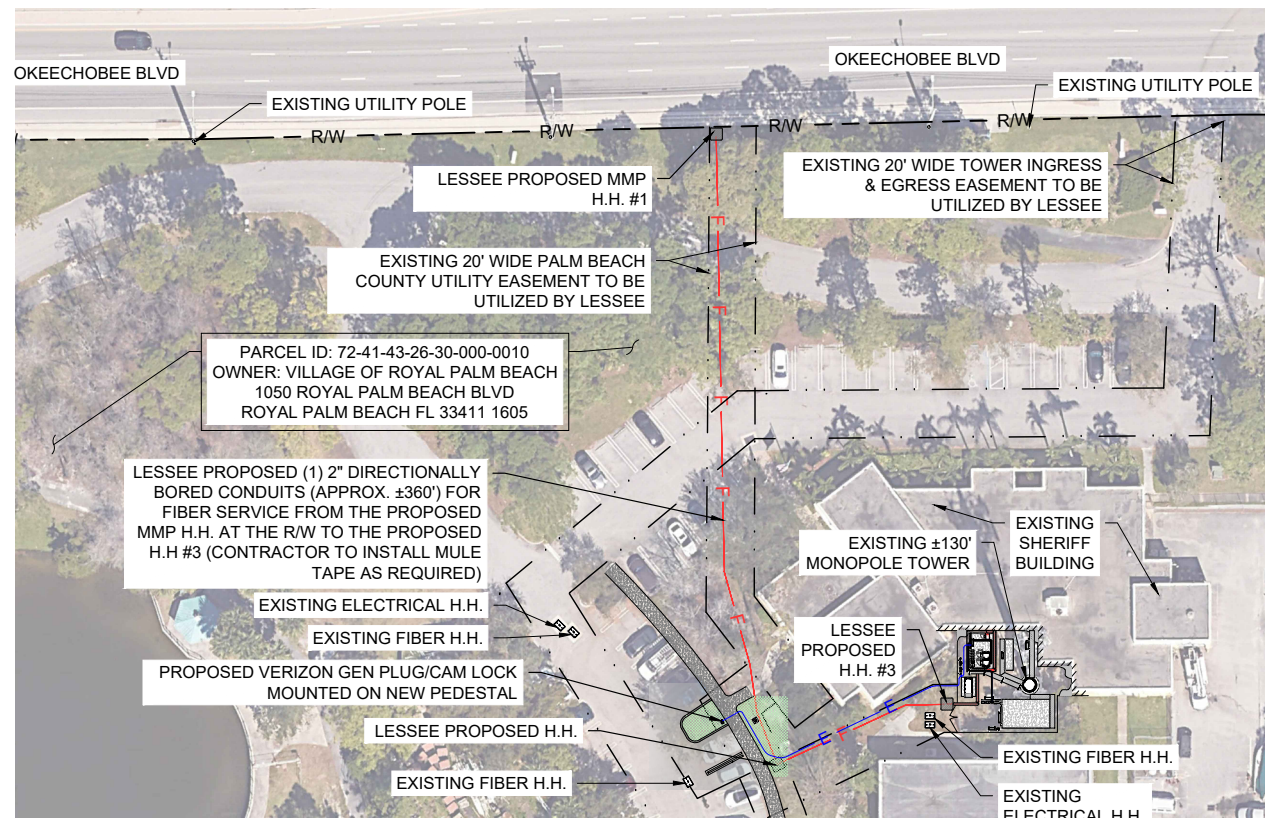 OKEECHOBEE BLVD
OKEECHOBEE BLVD
EXISTING UTILITY POLE
EXISTING UTILITY POLE
R/W
R/W
R/W
R/W
LESSEE PROPOSED MMP
H.H. #1
EXISTING 20' WIDE TOWER INGRESS
& EGRESS EASEMENT TO BE
UTILIZED BY LESSEE
EXISTING 20' WIDE PALM BEACH
COUNTY UTILITY EASEMENT TO BE
UTILIZED BY LESSEE
F
F
F
F
F
PARCEL ID: 72-41-43-26-30-000-0010
OWNER: VILLAGE OF ROYAL PALM BEACH
1050 ROYAL PALM BEACH BLVD
ROYAL PALM BEACH FL 33411 1605
LESSEE PROPOSED (1) 2" DIRECTIONALLY
BORED CONDUITS (APPROX. ±360') FOR
FIBER SERVICE FROM THE PROPOSED
MMP H.H. AT THE R/W TO THE PROPOSED
H.H #3 (CONTRACTOR TO INSTALL MULE
TAPE AS REQUIRED)
EXISTING
SHERIFF
BUILDING
EXISTING ±130'
MONOPOLE TOWER
EXISTING ELECTRICAL H.H.
EXISTING FIBER H.H.
LESSEE
PROPOSED
H.H. #3
PROPOSED VERIZON GEN PLUG/CAM LOCK
MOUNTED ON NEW PEDESTAL
LESSEE PROPOSED H.H.
E
F
E
F
EXISTING FIBER H.H.
EXISTING FIBER H.H.
EXISTING
ELECTRICAL H.H.